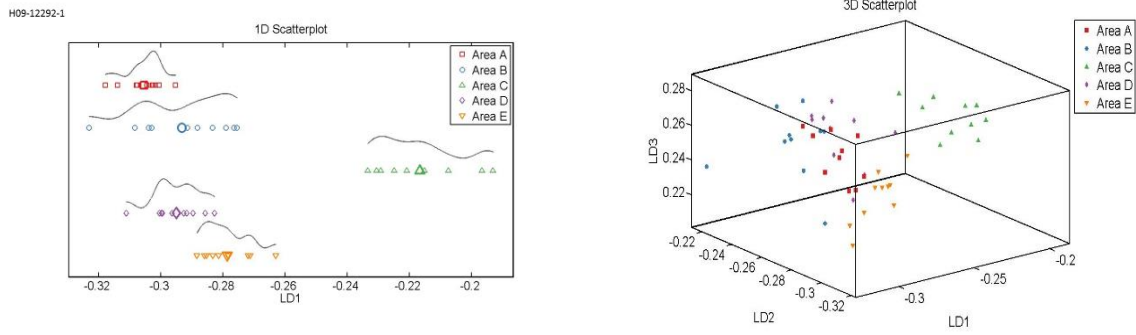 H09-12292-1
1D Scatterplot
Area A
Area B
Area C
Area D
Area E
-0.32 -0.3 -0.28 -0.26 -0.24 -0.22 -0.2
LD1
3D Scatterplot
Area A
Area B
Area C
Area D
Area E
0.28
0.26
0.24
0.22
LD3
-0.22
-0.24
-0.26
-0.28
-0.3
-0.32
LD2
-0.3
-0.25
-0.2
LD1